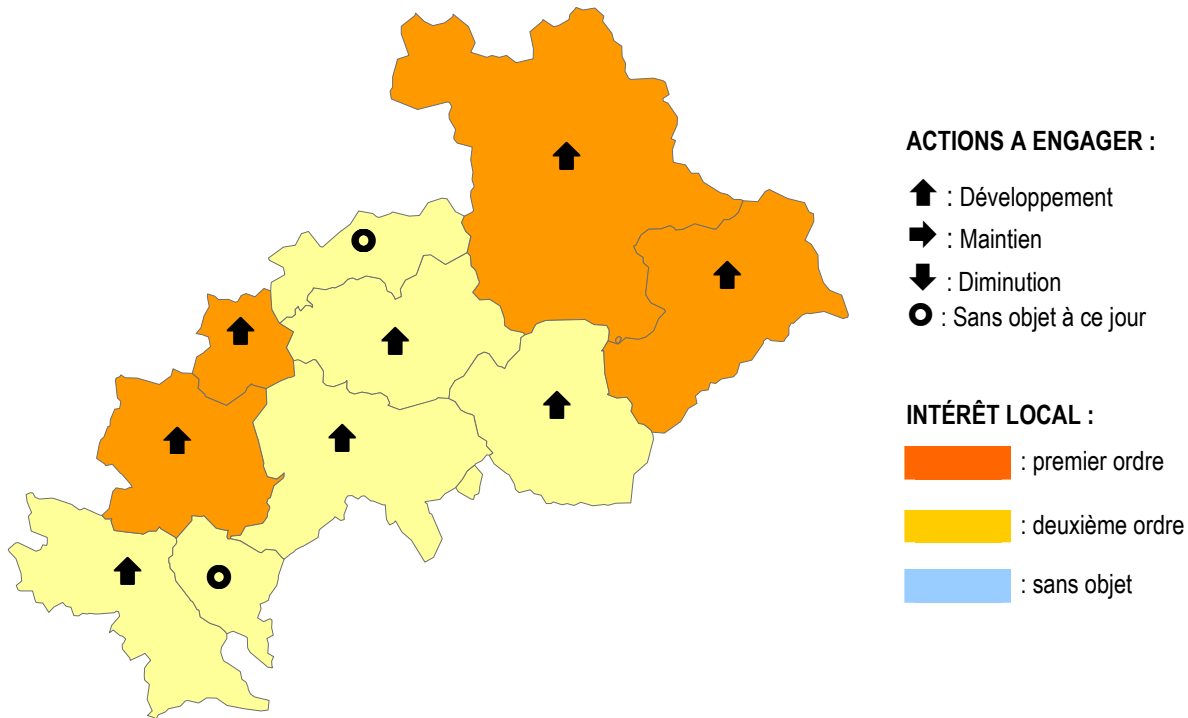 ACTIONS A ENGAGER :
: Développement
: Maintien
: Diminution
: Sans objet à ce jour
INTÉRÊT LOCAL :
: premier ordre
: deuxième ordre
: sans objet